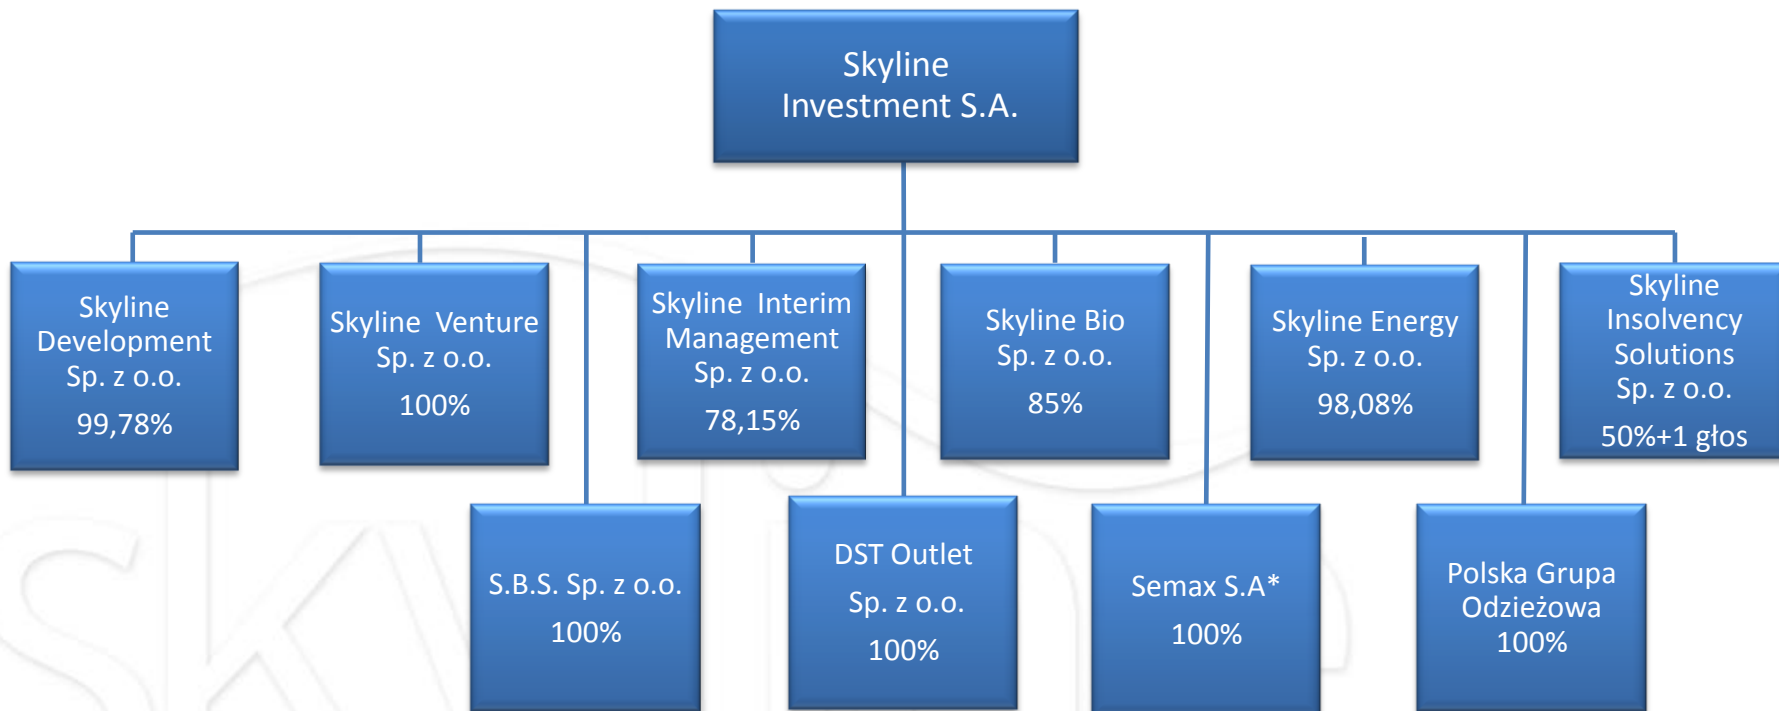 Skyline
Investment S.A.
Skyline
Development
Sp. z o.o.
99,78%
Skyline Venture
Sp. z o.o.
100%
Skyline Interim
Management
Sp. z o.o.
78,15%
Skyline Bio
Sp. z o.o.
85%
Skyline Energy
Sp. z o.o.
98,08%
Skyline
Insolvency
Solutions
Sp. z o.o.
50%+1 głos
S.B.S. Sp. z o.o.
100%
DST Outlet
Sp. z o.o.
100%
Semax S.A*
100%
Polska Grupa
Odzieżowa
100%
skyline